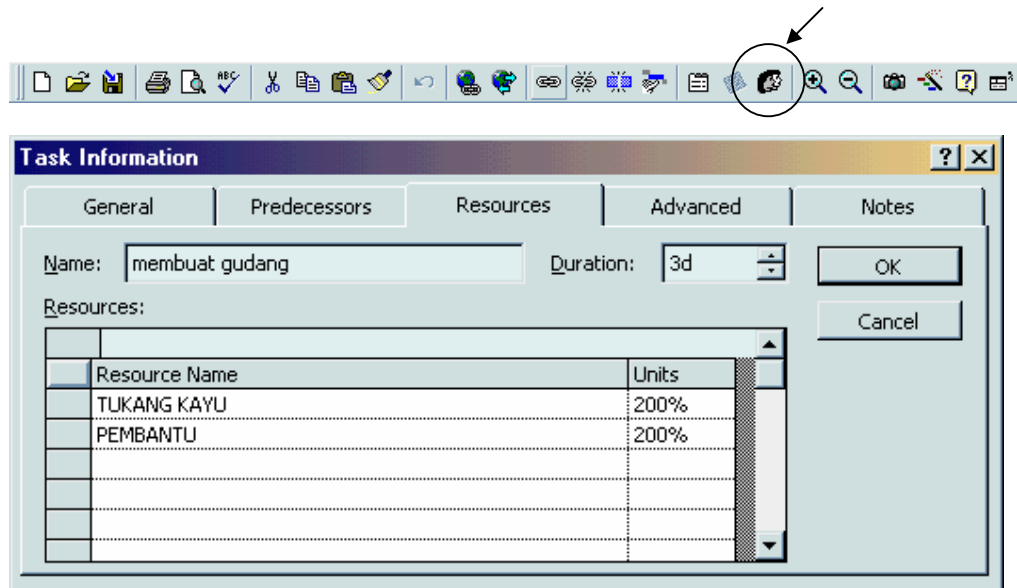 ABC
Task Information
General Predecessors Resources Advanced Notes
Name: membuat gudang Duration: 3d OK
Resources: Cancel
Resource Name Units
TUKANG KAYU 200%
PEMBANTU 200%